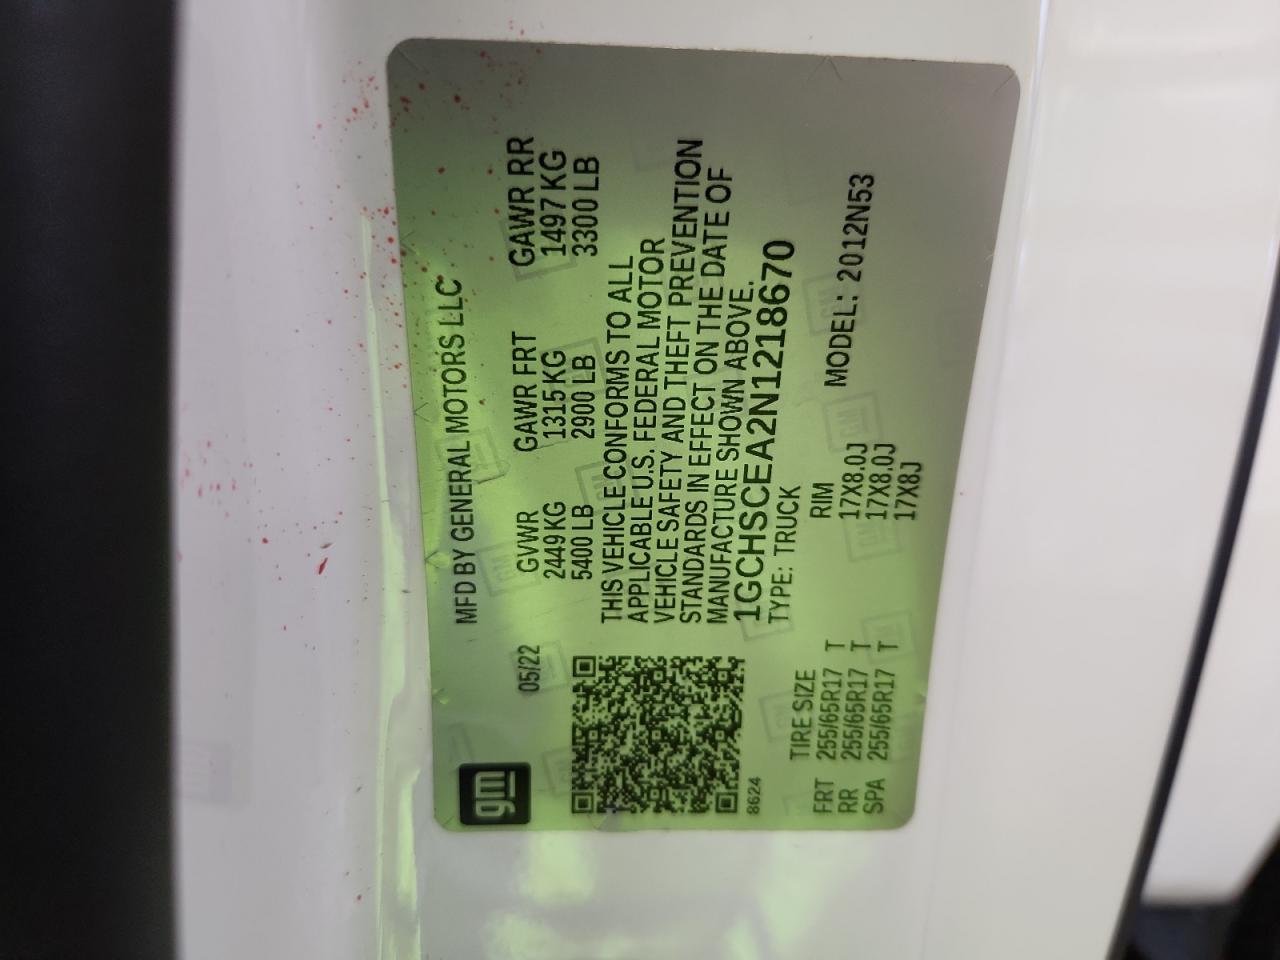 gm
MFD BY GENERAL MOTORS LLC
05/22
GVWR GAWR FRT GAWR RR
2449 KG 1315 KG 1497 KG
5400 LB 2900 LB 3300 LB
THIS VEHICLE CONFORMS TO ALL
APPLICABLE U.S. FEDERAL MOTOR
VEHICLE SAFETY AND THEFT PREVENTION
STANDARDS IN EFFECT ON THE DATE OF
MANUFACTURE SHOWN ABOVE.
1GCHSCEA2N1218670
8624
TYPE: TRUCK
MODEL: 2012N53
TIRE SIZE RIM
FRT 255/65R17 T 17X8.0J
RR 255/65R17 T 17X8.0J
SPA 255/65R17 T 17X8J